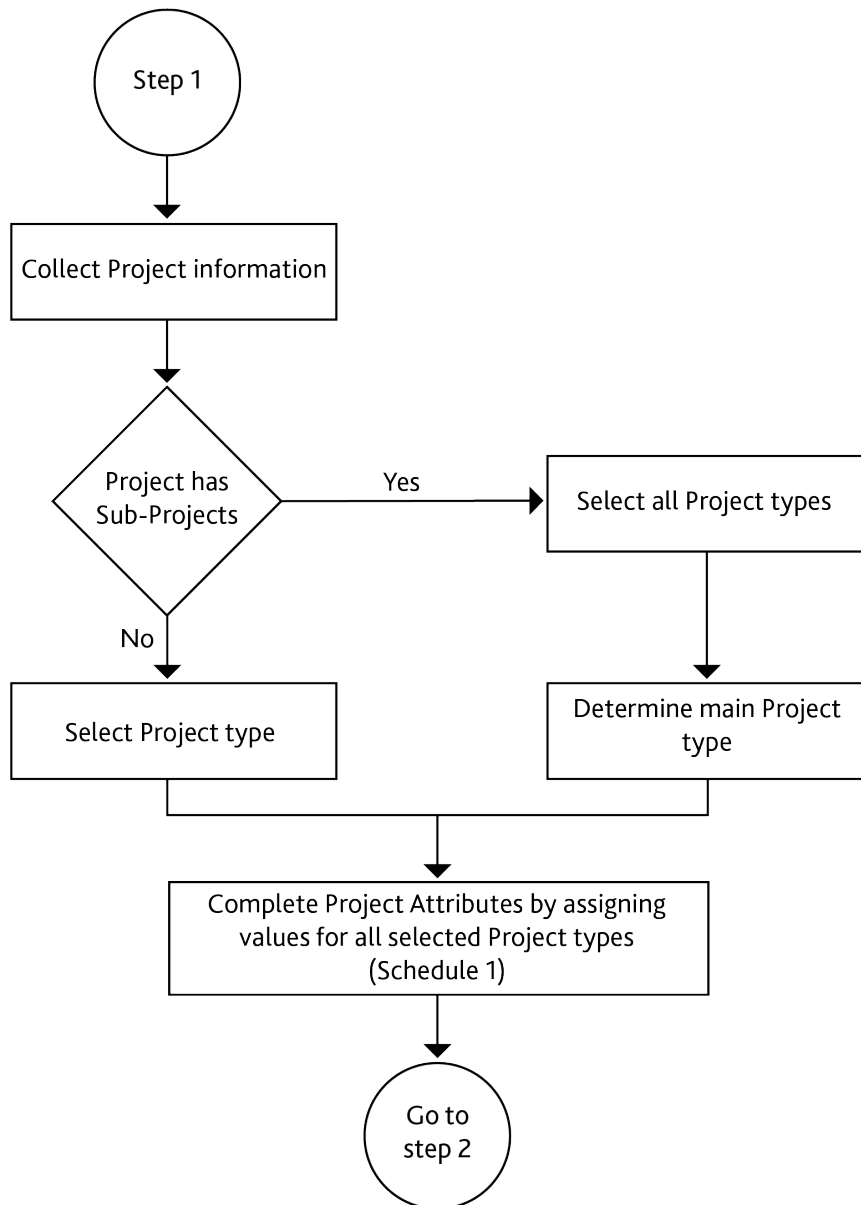 Step 1
Collect Project information
Project has
Sub-Projects
Yes
Select all Project types
No
Select Project type
Determine main Project
type
Complete Project Attributes by assigning
values for all selected Project types
(Schedule 1)
Go to
step 2